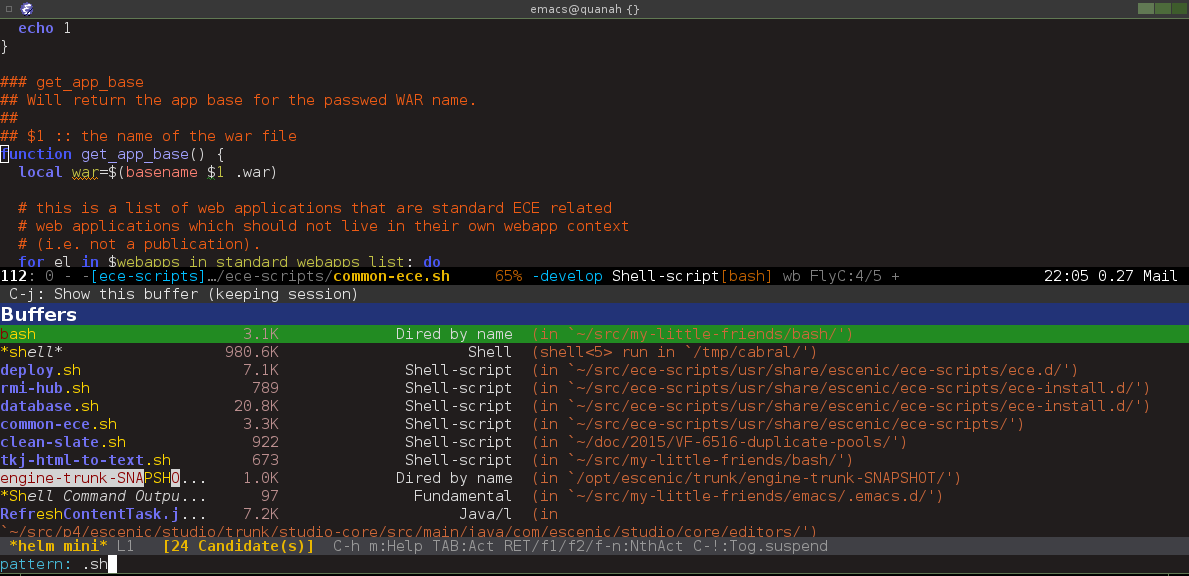 emacs@quanah {}
echo 1
}
### get_app_base
## Will return the app base for the passwed WAR name.
##
## $1 :: the name of the war file
function get_app_base() {
local war=$(basename $1 .war)
# this is a list of web applications that are standard ECE related
# web applications which should not live in their own webapp context
# (i.e. not a publication).
for el in $webapps_in_standard_webapps_list; do
112: 0 - -[ece-scripts]…/ece-scripts/common-ece.sh 65% -develop Shell-script[bash] wb FlyC:4/5 + 22:05 0.27 Mail
C-j: Show this buffer (keeping session)
Buffers
bash 3.1K Dired by name (in `~/src/my-little-friends/bash/')
*shell* 980.6K Shell (shell<5> run in `/tmp/cabral/')
deploy.sh 7.1K Shell-script (in `~/src/ece-scripts/usr/share/escenic/ece-scripts/ece.d/')
rmi-hub.sh 789 Shell-script (in `~/src/ece-scripts/usr/share/escenic/ece-scripts/ece-install.d/')
database.sh 20.8K Shell-script (in `~/src/ece-scripts/usr/share/escenic/ece-scripts/ece-install.d/')
common-ece.sh 3.3K Shell-script (in `~/src/ece-scripts/usr/share/escenic/ece-scripts/')
clean-slate.sh 922 Shell-script (in `~/doc/2015/VF-6516-duplicate-pools/')
tkj-html-to-text.sh 673 Shell-script (in `~/src/my-little-friends/bash/')
engine-trunk-SNAPSHO... 1.0K Dired by name (in `/opt/escenic/trunk/engine-trunk-SNAPSHOT/')
*Shell Command Outpu... 97 Fundamental (in `~/src/my-little-friends/emacs/.emacs.d/')
RefreshContentTask.j... 7.2K Java/l (in
`~/src/p4/escenic/studio/trunk/studio-core/src/main/java/com/escenic/studio/core/editors/')
*helm mini* L1 [24 Candidate(s)] C-h m:Help TAB:Act RET/f1/f2/f-n:NthAct C-!:Tog.suspend
pattern: .sh